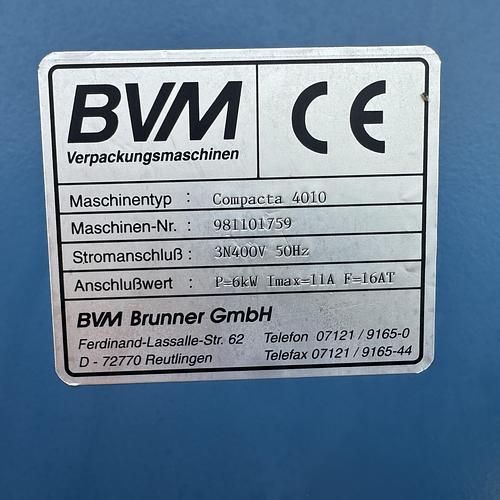 BVM
Verpackungsmaschinen
CE
Maschinentyp : Compacta 4010
Maschinen-Nr. : 981101759
Stromanschluß : 3N400V 50Hz
Anschlußwert : P=6kW Imax=11A F=16AT
BVM Brunner GmbH
Ferdinand-Lassalle-Str. 62 Telefon 07121 / 9165-0
D - 72770 Reutlingen Telefax 07121 / 9165-44